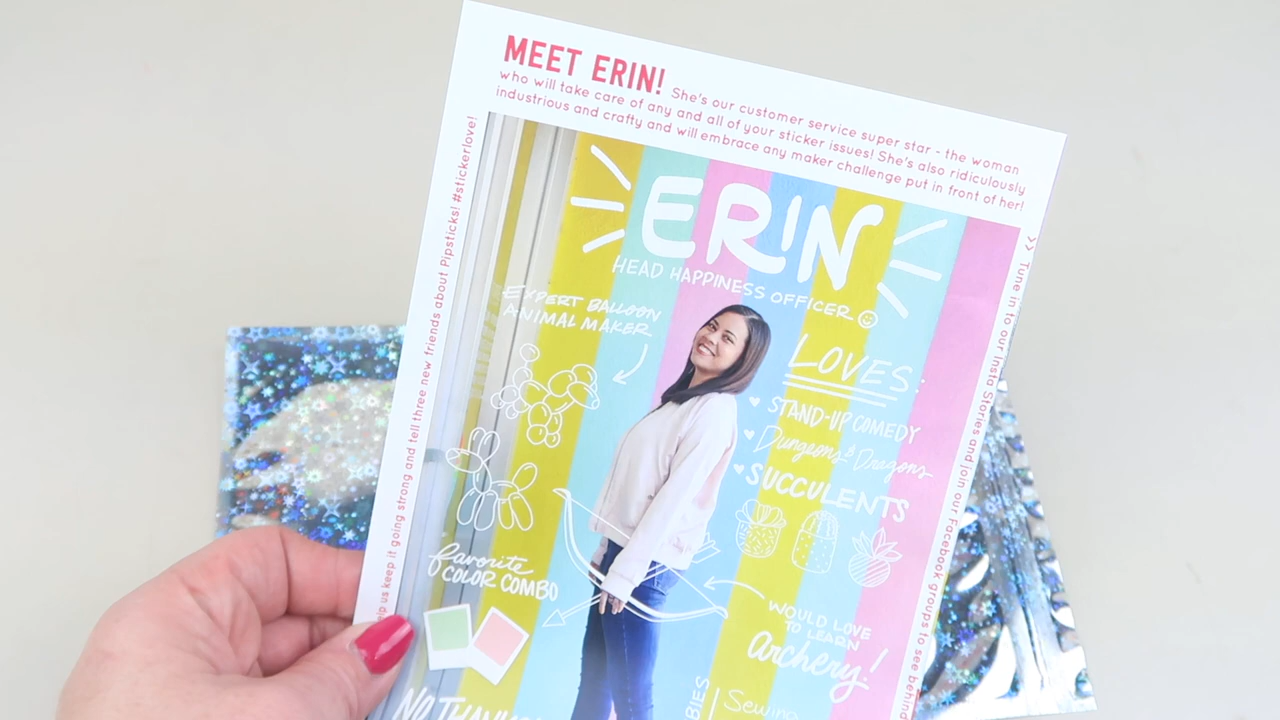 MEET ERIN! She's our customer service super star - the woman
who will take care of any and all of your sticker issues! She's also ridiculously
industrious and crafty and will embrace any maker challenge put in front of her!
us keep it going strong and tell three new friends about Pipsticks! #stickerlove!
>> Tune in to our Insta Stories and join our Facebook groups to see behind
ERIN
HEAD HAPPINESS OFFICER
EXPERT BALLOON
ANIMAL MAKER
LOVES:
STAND-UP COMEDY
Dungeons & Dragons
SUCCULENTS
favorite
COLOR COMBO
WOULD LOVE
TO LEARN
Archery!
NO THANK
Sewing